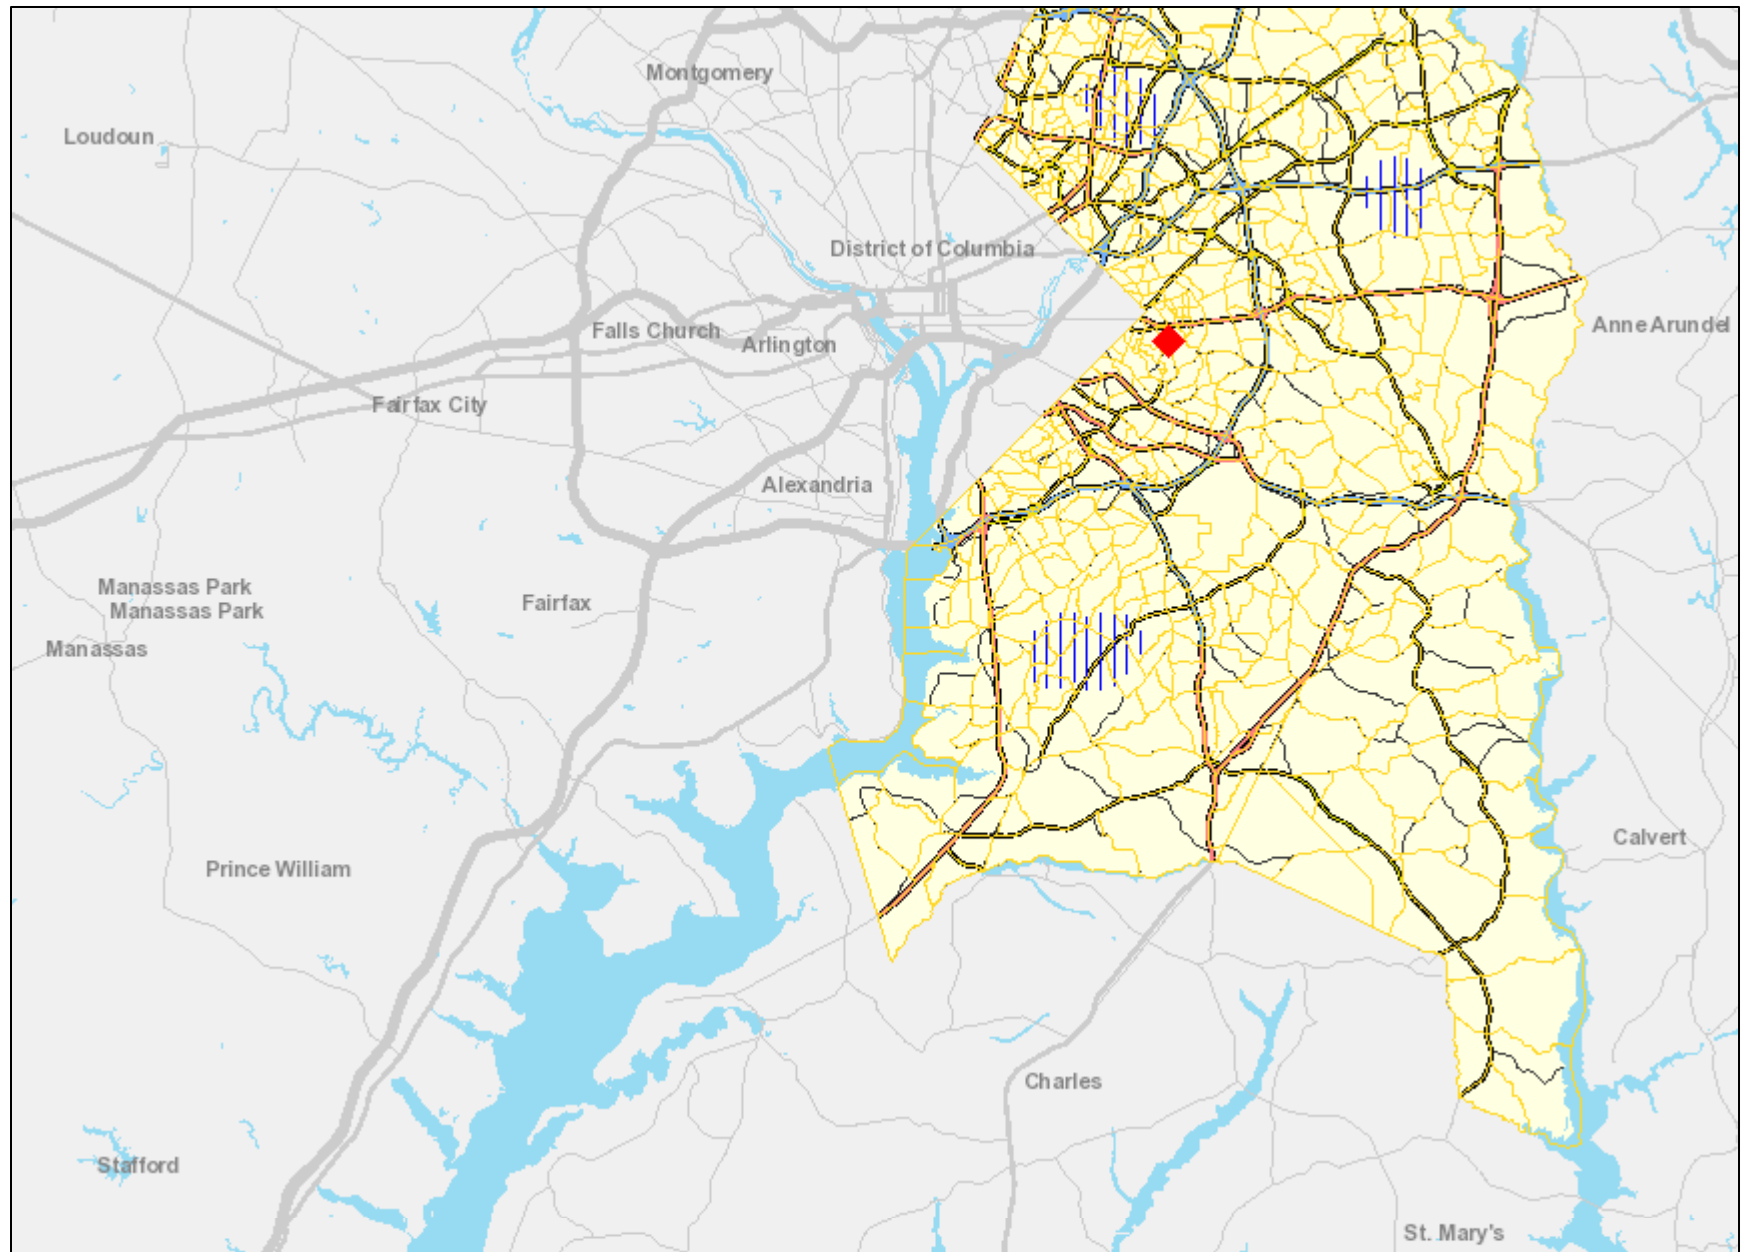 Montgomery
Loudoun
District of Columbia
Anne Arundel
Falls Church
Arlington
Fairfax City
Alexandria
Manassas Park
Fairfax
Manassas Park
Manassas
Calvert
Prince William
Charles
Stafford
St. Mary's